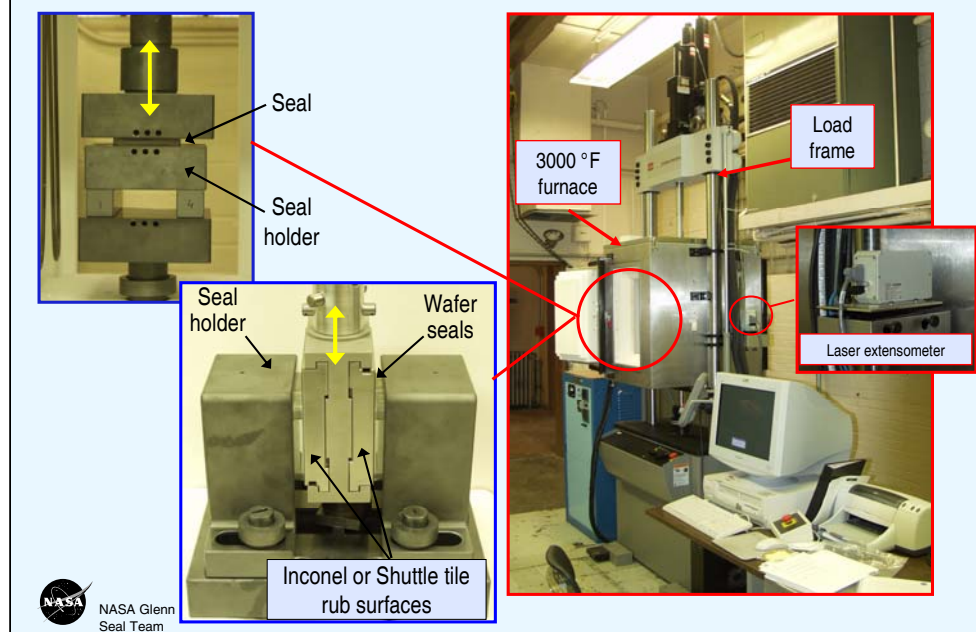 Seal
Seal
holder
3000 °F
furnace
Load
frame
Laser extensometer
Seal
holder
Wafer
seals
Inconel or Shuttle tile
rub surfaces
NASA
NASA Glenn
Seal Team